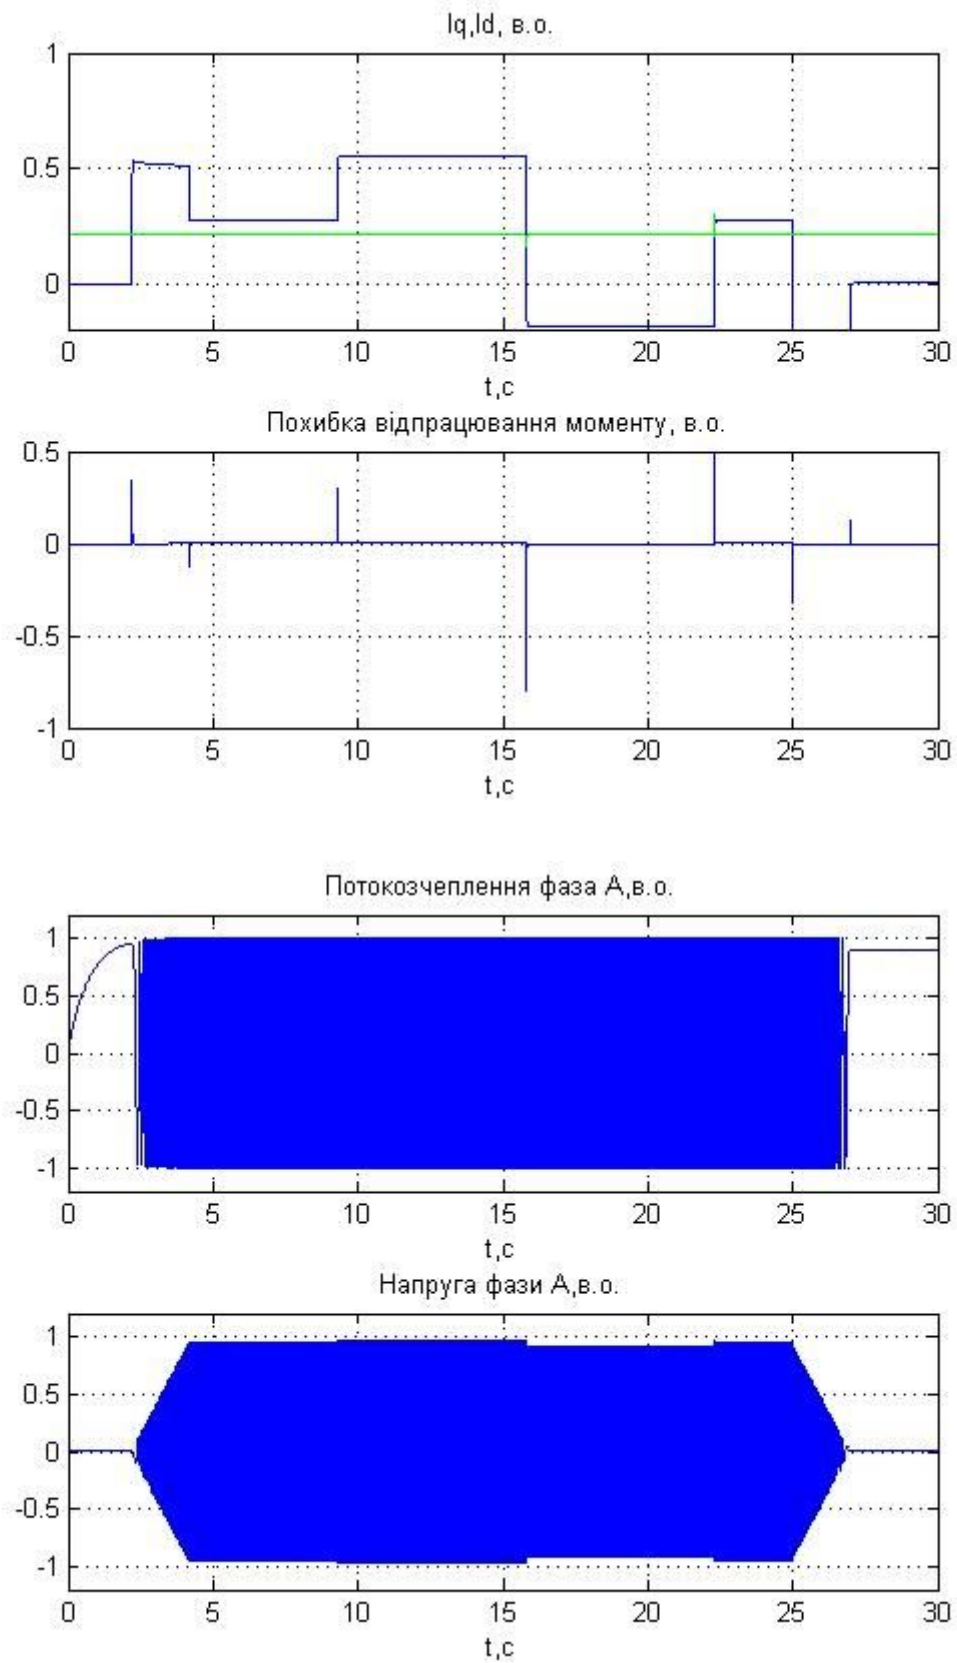 Iq,Id, в.о.
1
0.5
0
0 5 10 15 20 25 30
t,c
Похибка відпрацювання моменту, в.о.
0.5
0
-0.5
-1
0 5 10 15 20 25 30
t,c
Потокозчеплення фаза А,в.о.
1
0.5
0
-0.5
-1
0 5 10 15 20 25 30
t,c
Напруга фази А,в.о.
1
0.5
0
-0.5
-1
0 5 10 15 20 25 30
t,c